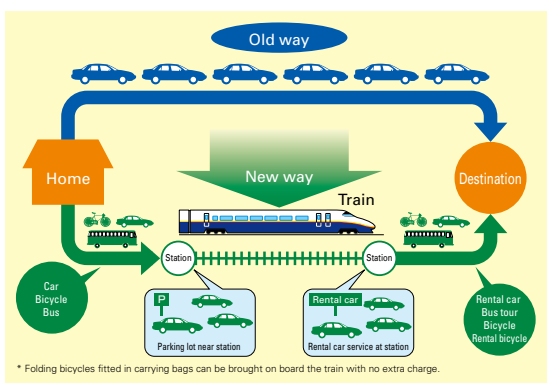 Old way
Home
New way
Destination
Train
Station
Station
Car
Bicycle
Bus
P
Parking lot near station
Rental car
Rental car service at station
Rental car
Bus tour
Bicycle
Rental bicycle
* Folding bicycles fitted in carrying bags can be brought on board the train with no extra charge.